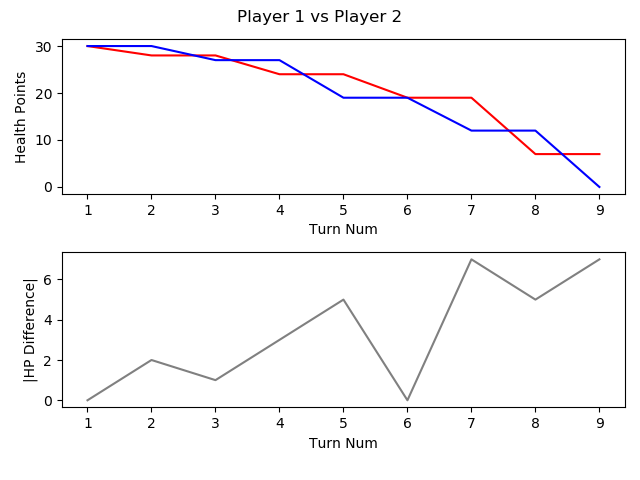 Player 1 vs Player 2
Health Points
30
20
10
0
1 2 3 4 5 6 7 8 9
Turn Num
|HP Difference|
6
4
2
0
1 2 3 4 5 6 7 8 9
Turn Num